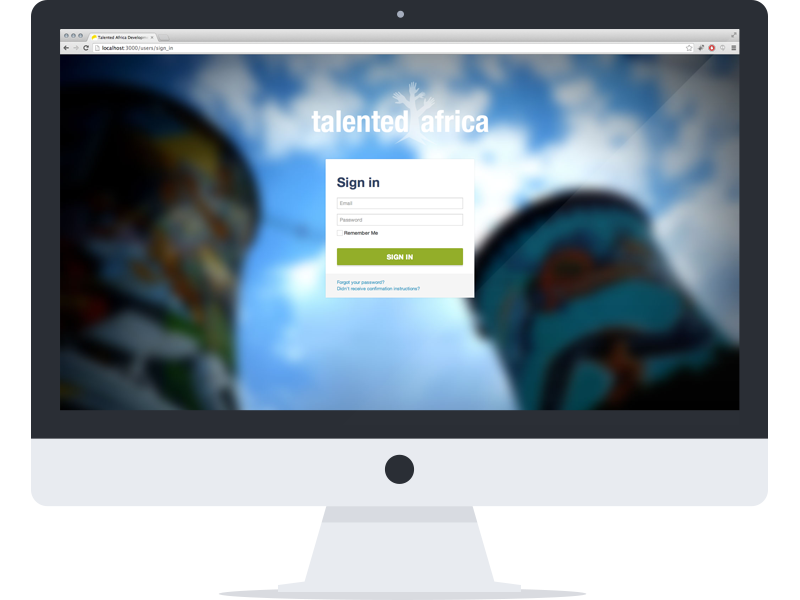 Talented Africa Developme
localhost:3000/users/sign_in
talented africa
Sign in
Email
Password
Remember Me
SIGN IN
Forgot your password?
Didn't receive confirmation instructions?